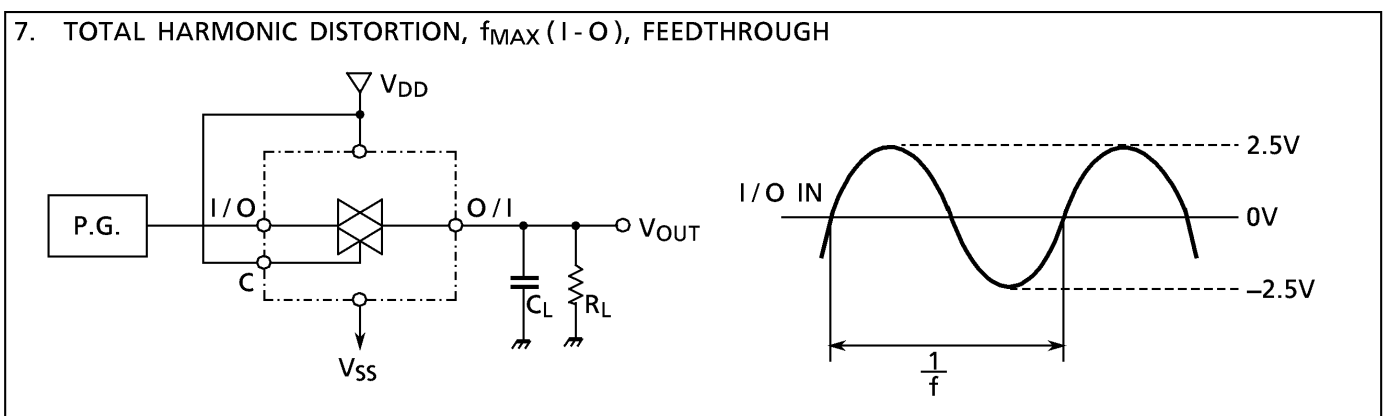 7. TOTAL HARMONIC DISTORTION, fMAX (I-O), FEEDTHROUGH
VDD
I/O
O/I
P.G.
VOUT
C
CL
RL
VSS
2.5V
I/O IN
0V
–2.5V
1
f